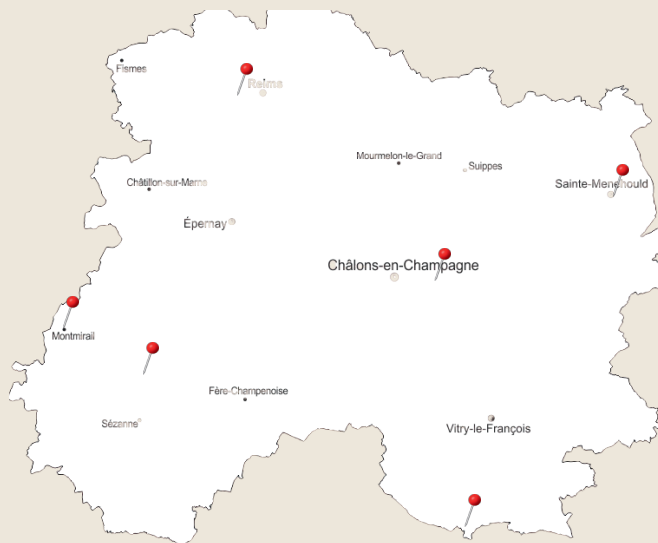 Fismes
Reims
Mourmelon-le-Grand
Suippes
Châtillon-sur-Marne
Sainte-Menehould
Épernay
Châlons-en-Champagne
Montmirail
Fère-Champenoise
Sézanne
Vitry-le-François